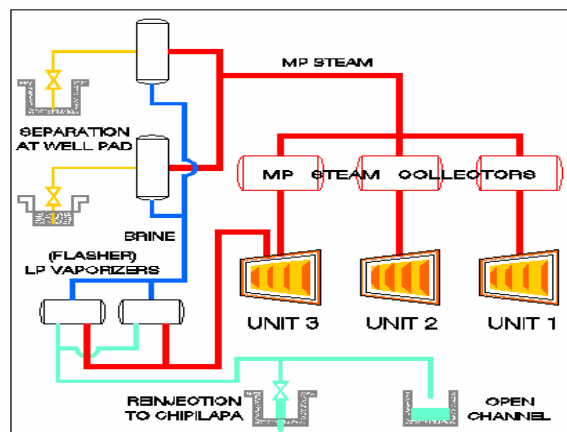 MP STEAM
SEPARATION
AT WELL PAD
MP STEAM COLLECTORS
BRINE
(FLASHER)
LP VAPORIZERS
UNIT 3
UNIT 2
UNIT 1
REINJECTION
TO CHIPILAPA
OPEN
CHANNEL